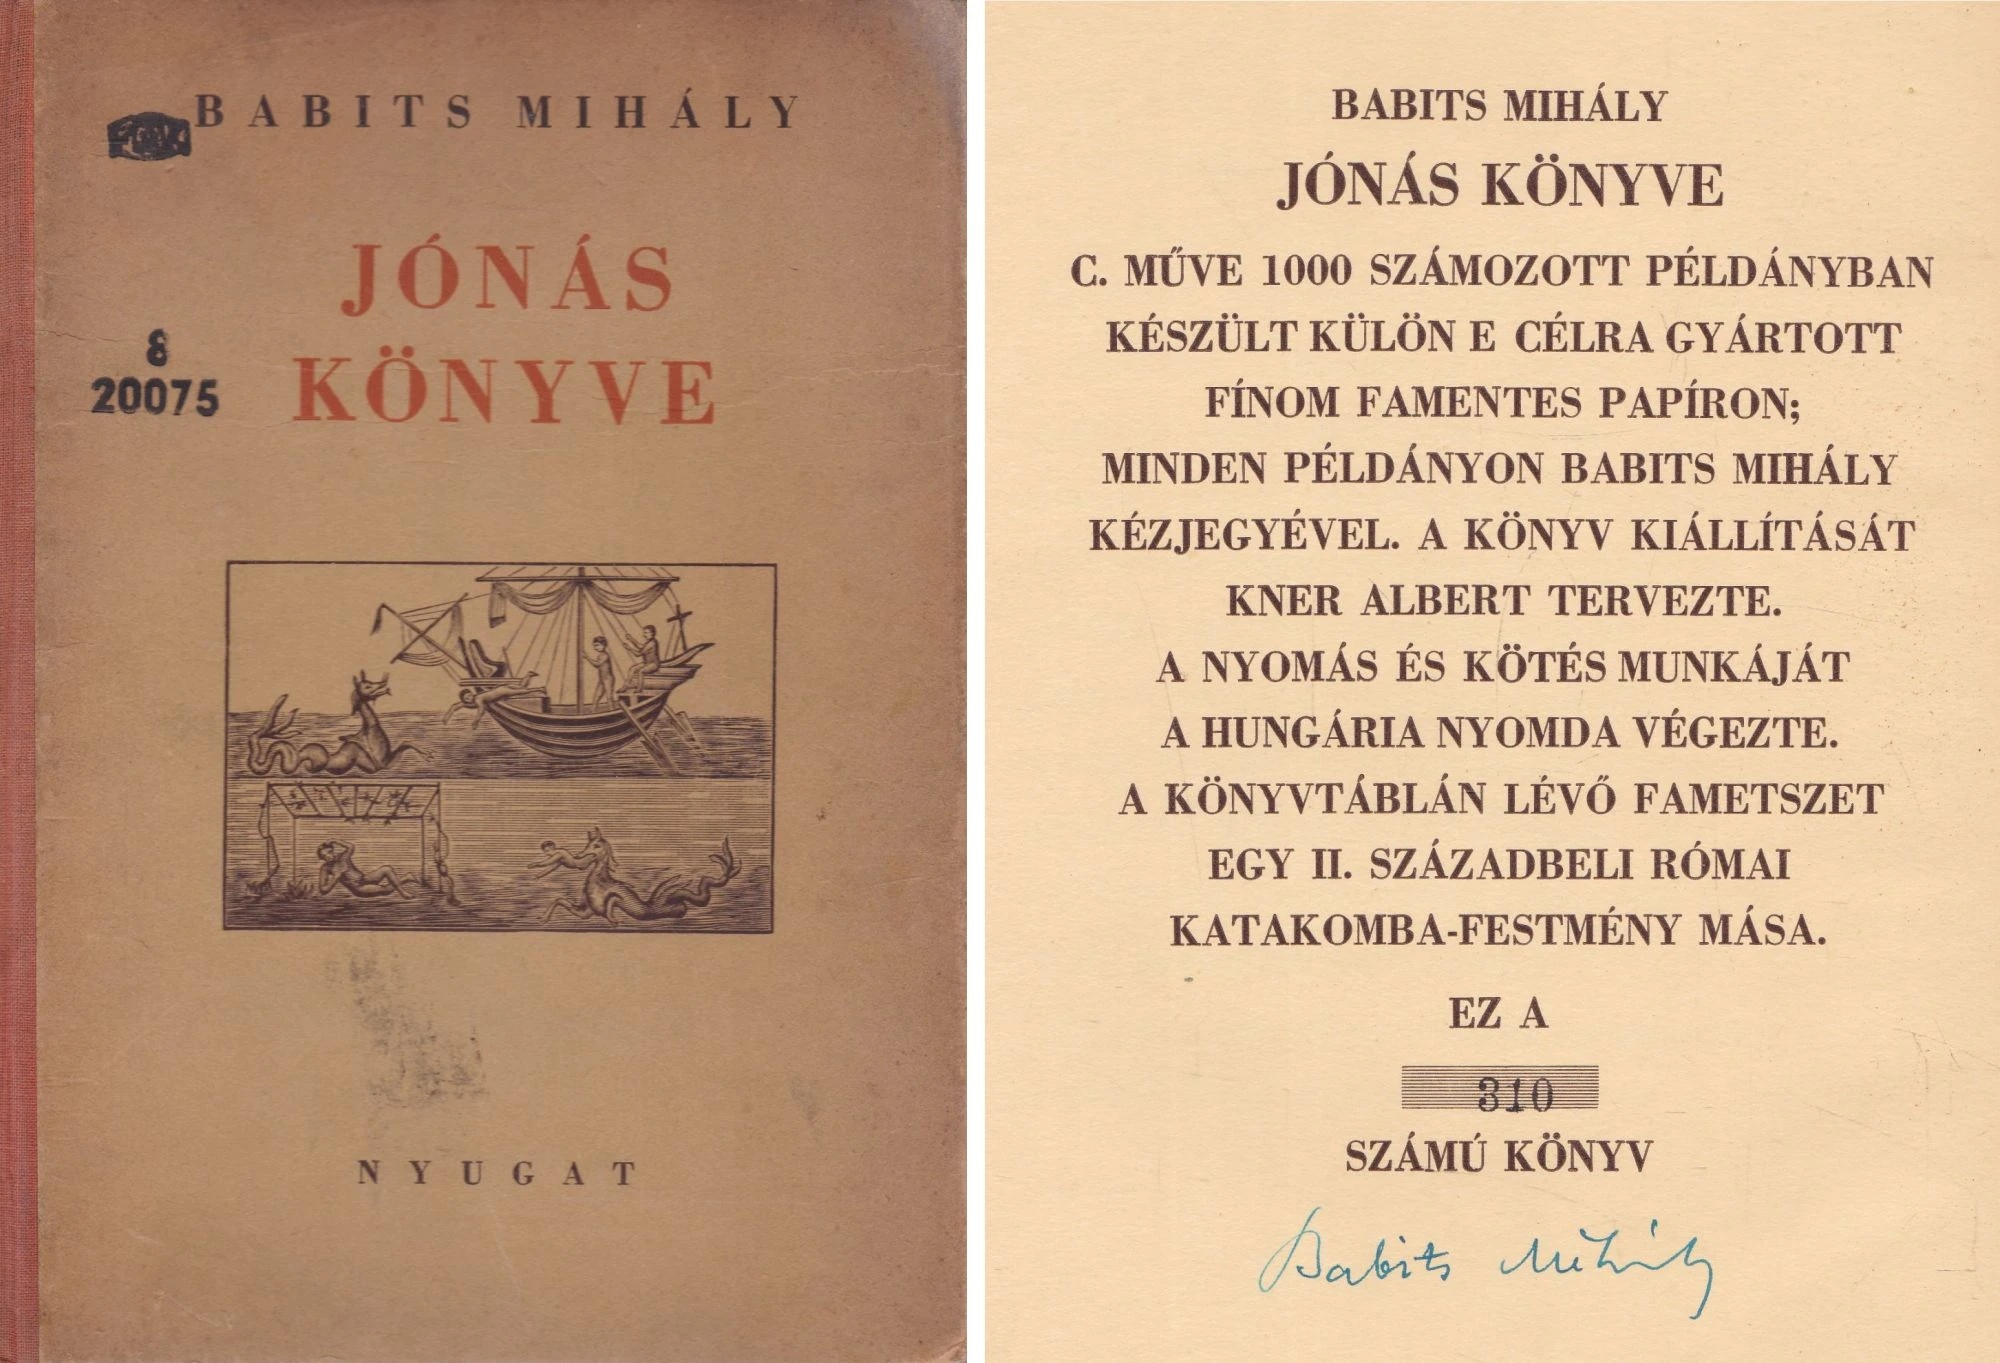 BABITS MIHÁLY
JÓNÁS
KÖNYVE
8
20075
NYUGAT
BABITS MIHÁLY
JÓNÁS KÖNYVE
C. MŰVE 1000 SZÁMOZOTT PÉLDÁNYBAN
KÉSZÜLT KÜLÖN E CÉLRA GYÁRTOTT
FÍNOM FAMENTES PAPÍRON;
MINDEN PÉLDÁNYON BABITS MIHÁLY
KÉZJEGYÉVEL. A KÖNYV KIÁLLÍTÁSÁT
KNER ALBERT TERVEZTE.
A NYOMÁS ÉS KÖTÉS MUNKÁJÁT
A HUNGÁRIA NYOMDA VÉGEZTE.
A KÖNYVTÁBLÁN LÉVŐ FAMETSZET
EGY II. SZÁZADBELI RÓMAI
KATAKOMBA-FESTMÉNY MÁSA.
EZ A
310
SZÁMÚ KÖNYV
Babits Mihály